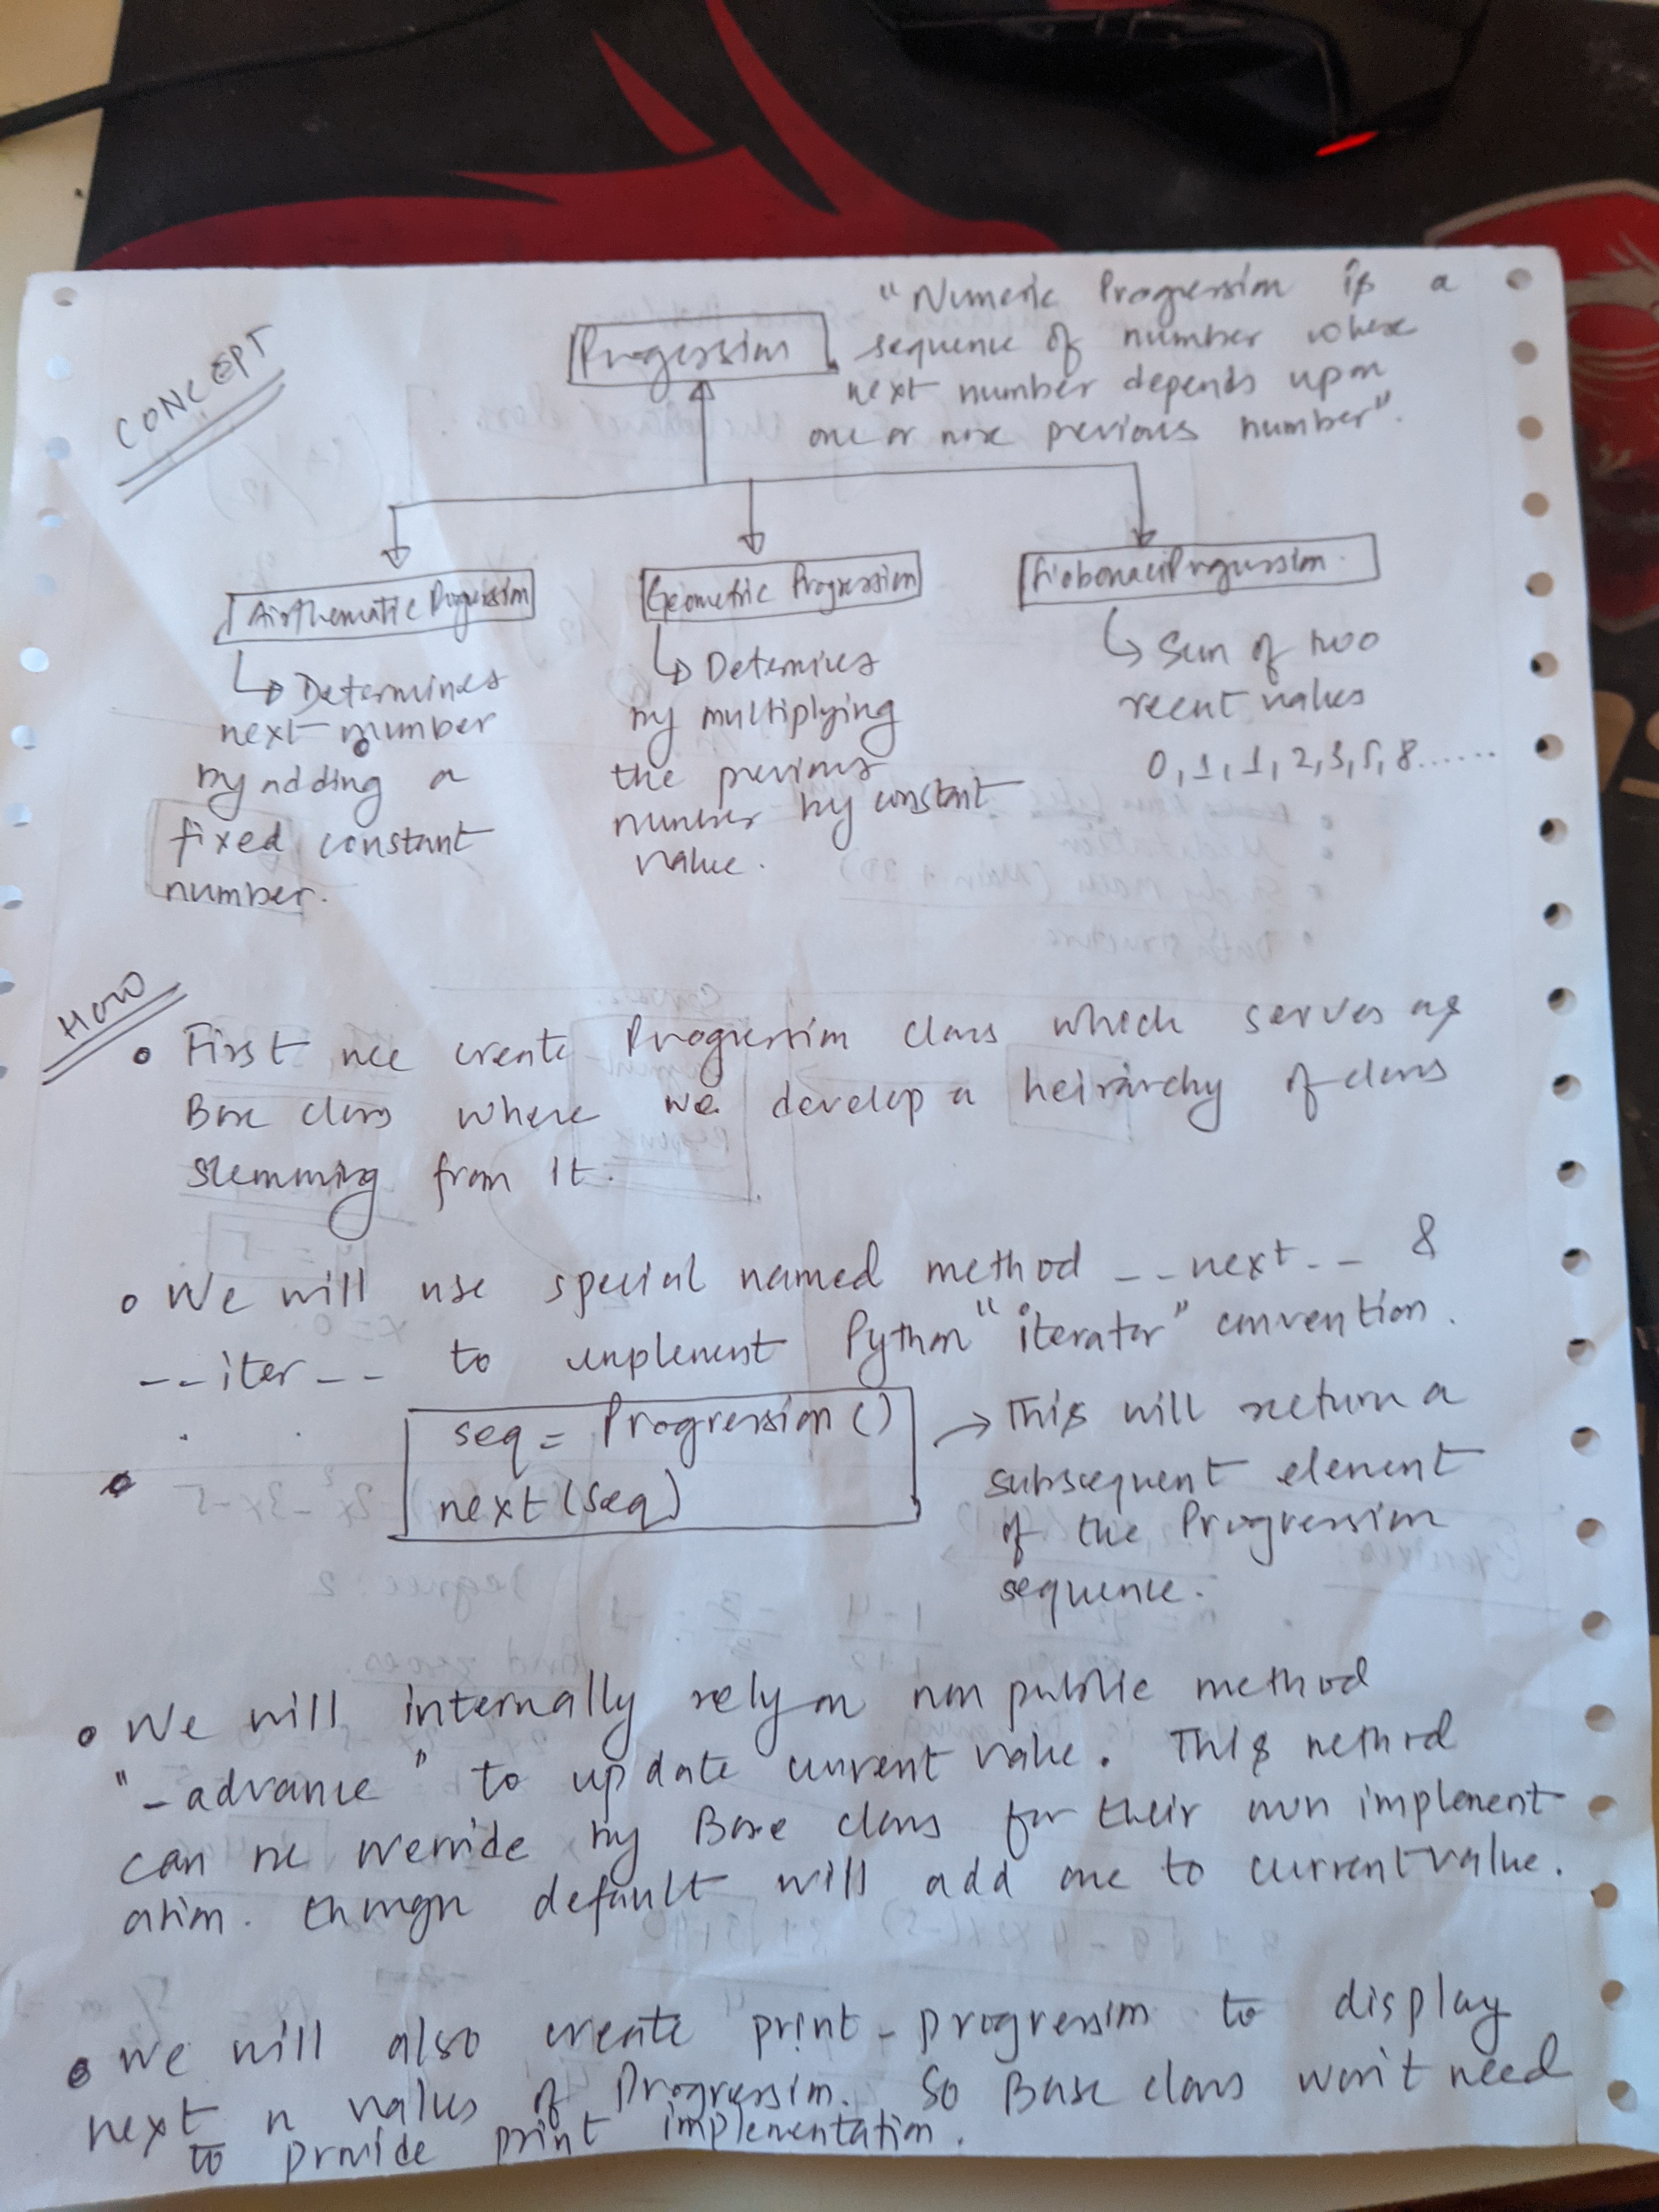 CONCEPT
Progession
"Numeric Progression is a
sequence of number where
next number depends upon
one or more previous number".
Airthematic Progression
Geometric Progression
FiobonaciProgression.
Determines
next number
by adding a
fixed constant
number.
Determines
by multiplying
the previous
number by constant
value.
Sum of two
recent values
0, 1, 1, 2, 3, 5, 8......
HOW
First we create Progression class which serves as
Base class where we develop a heirarchy of class
stemming from it.
We will use special named method __next__ &
__iter__ to implement Python "iterator" convention.
seq = Progression()
next(seq)
This will return a
subsequent element
of the Progression
sequence.
We will internally rely on non public method
"_advance" to update current value. This method
can be override by Base class for their own implement
ation. though default will add one to current value.
We will also create print_progression to display
next n values of Progression. So Base class won't need
to provide print implementation.